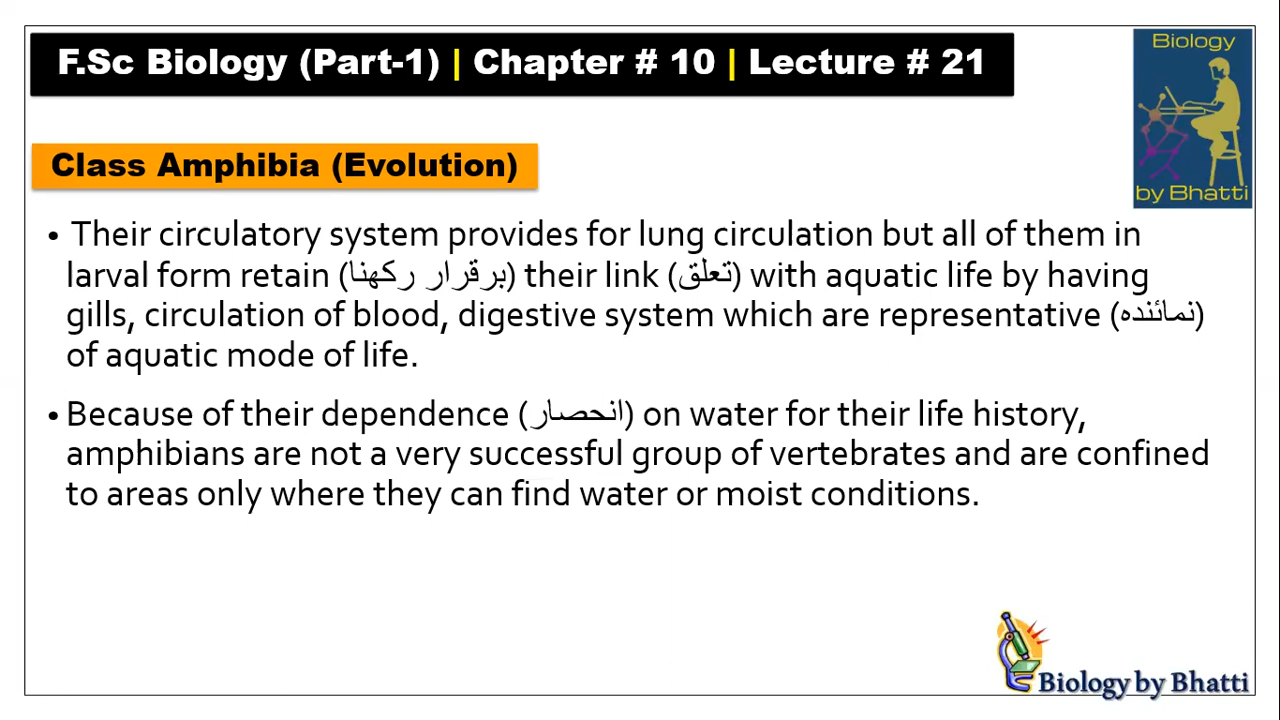 F.Sc Biology (Part-1) | Chapter # 10 | Lecture # 21
Biology
by Bhatti
Class Amphibia (Evolution)
• Their circulatory system provides for lung circulation but all of them in
larval form retain (برقرار رکھنا) their link (تعلق) with aquatic life by having
gills, circulation of blood, digestive system which are representative (نمائندہ)
of aquatic mode of life.
• Because of their dependence (انحصار) on water for their life history,
amphibians are not a very successful group of vertebrates and are confined
to areas only where they can find water or moist conditions.
Biology by Bhatti